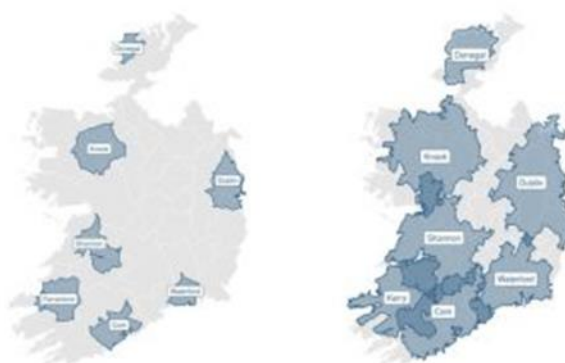 Donegal
Knock
Dublin
Shannon
Waterford
Cork
Donegal
Knock
Dublin
Shannon
Waterford
Kerry
Cork